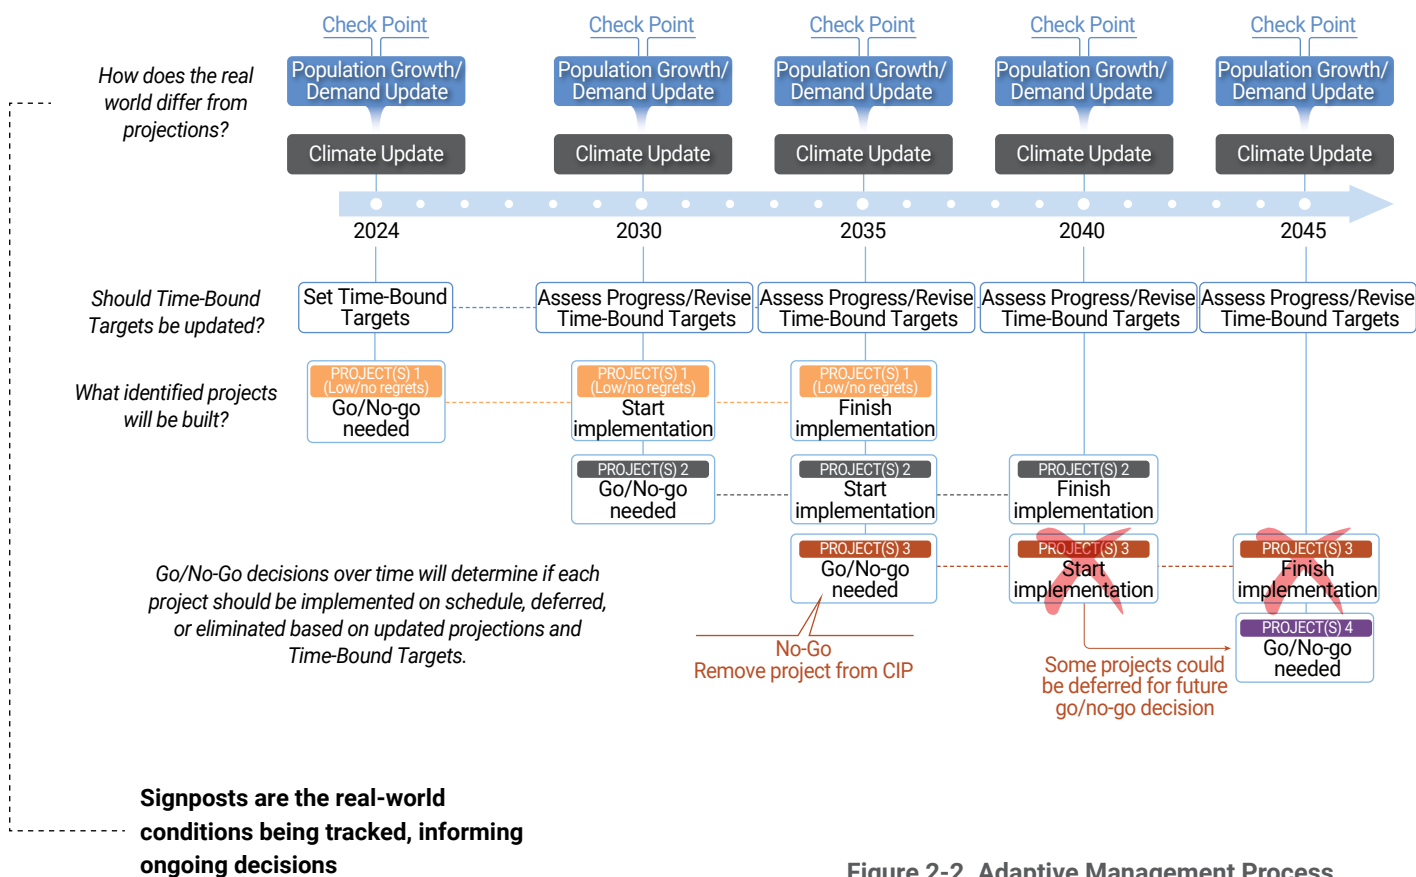 Check Point
Check Point
Check Point
Check Point
Check Point
How does the real
world differ from
projections?
Population Growth/
Demand Update
Population Growth/
Demand Update
Population Growth/
Demand Update
Population Growth/
Demand Update
Population Growth/
Demand Update
Climate Update
Climate Update
Climate Update
Climate Update
Climate Update
2024
2030
2035
2040
2045
Should Time-Bound
Targets be updated?
Set Time-Bound
Targets
Assess Progress/Revise
Time-Bound Targets
Assess Progress/Revise
Time-Bound Targets
Assess Progress/Revise
Time-Bound Targets
Assess Progress/Revise
Time-Bound Targets
What identified projects
will be built?
PROJECT(S) 1
(Low/no regrets)
Go/No-go
needed
PROJECT(S) 1
(Low/no regrets)
Start
implementation
PROJECT(S) 1
(Low/no regrets)
Finish
implementation
PROJECT(S) 2
Go/No-go
needed
PROJECT(S) 2
Start
implementation
PROJECT(S) 2
Finish
implementation
PROJECT(S) 3
Go/No-go
needed
PROJECT(S) 3
Start
implementation
PROJECT(S) 3
Finish
implementation
Go/No-Go decisions over time will determine if each
project should be implemented on schedule, deferred,
or eliminated based on updated projections and
Time-Bound Targets.
No-Go
Remove project from CIP
Some projects could
be deferred for future
go/no-go decision
PROJECT(S) 4
Go/No-go
needed
Signposts are the real-world
conditions being tracked, informing
ongoing decisions
Figure 2-2. Adaptive Management Process